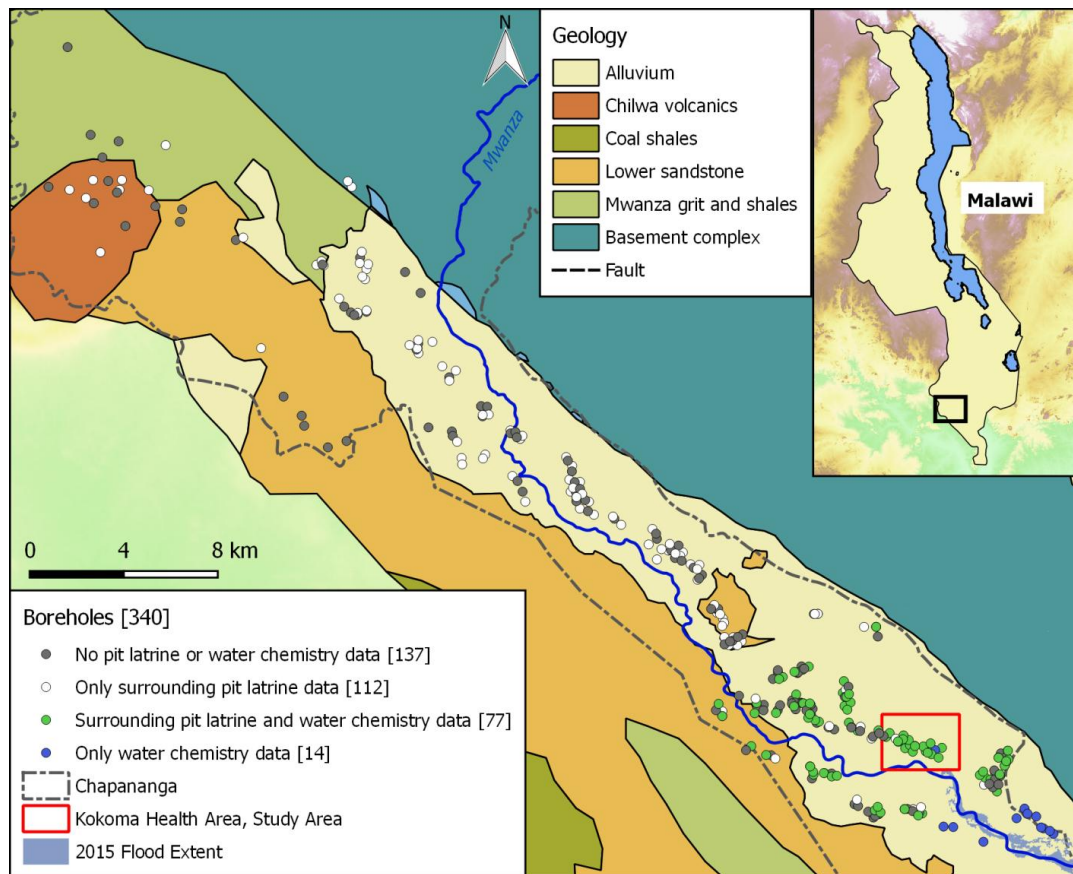 N
Mwanza
Geology
Alluvium
Chilwa volcanics
Coal shales
Lower sandstone
Mwanza grit and shales
Basement complex
Fault
Malawi
0 4 8 km
Boreholes [340]
No pit latrine or water chemistry data [137]
Only surrounding pit latrine data [112]
Surrounding pit latrine and water chemistry data [77]
Only water chemistry data [14]
Chapananga
Kokoma Health Area, Study Area
2015 Flood Extent